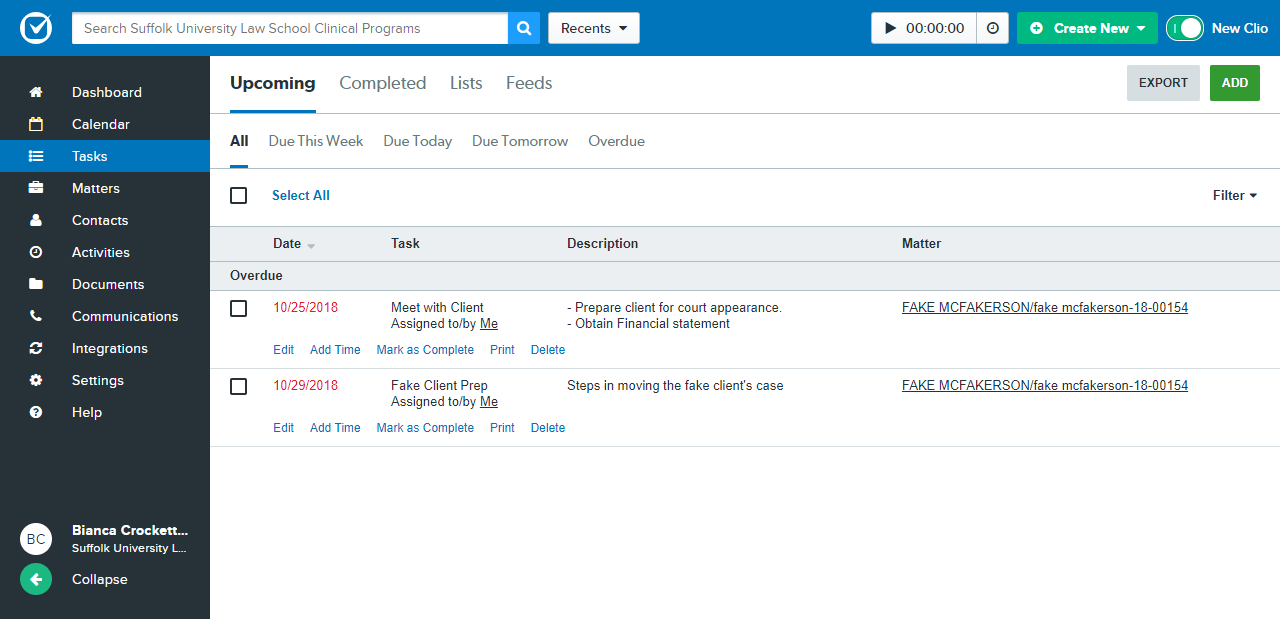 Search Suffolk University Law School Clinical Programs
Recents
00:00:00
Create New
New Clio
Dashboard
Calendar
Tasks
Matters
Contacts
Activities
Documents
Communications
Integrations
Settings
Help
BC
Bianca Crockett...
Suffolk University L...
Collapse
Upcoming Completed Lists Feeds
EXPORT ADD
All Due This Week Due Today Due Tomorrow Overdue
Select All
Filter
Date Task Description Matter
Overdue
10/25/2018 Meet with Client - Prepare client for court appearance. FAKE MCFAKERSON/fake mcfakerson-18-00154
Assigned to/by Me - Obtain Financial statement
Edit Add Time Mark as Complete Print Delete
10/29/2018 Fake Client Prep Steps in moving the fake client's case FAKE MCFAKERSON/fake mcfakerson-18-00154
Assigned to/by Me
Edit Add Time Mark as Complete Print Delete